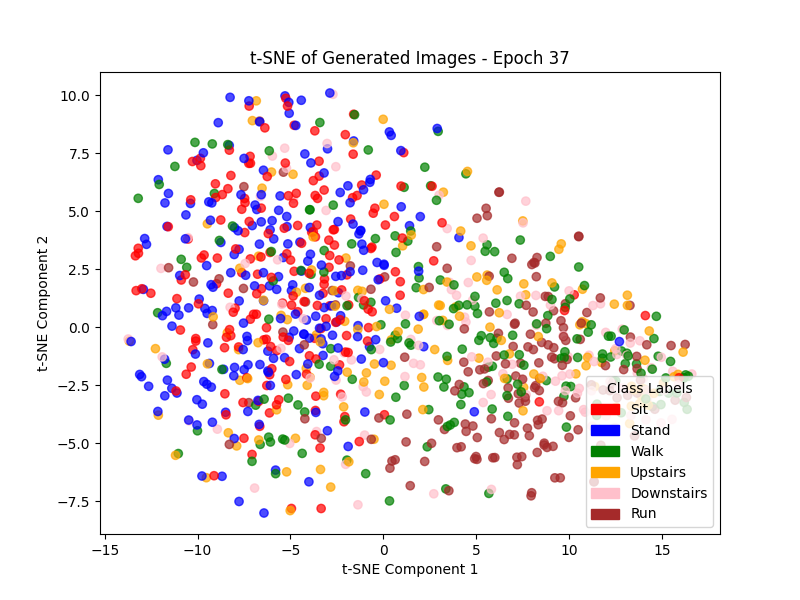 t-SNE of Generated Images - Epoch 37
10.0
7.5
5.0
2.5
0.0
−2.5
−5.0
−7.5
t-SNE Component 2
Class Labels
Sit
Stand
Walk
Upstairs
Downstairs
Run
−15
−10
−5
0
5
10
15
t-SNE Component 1